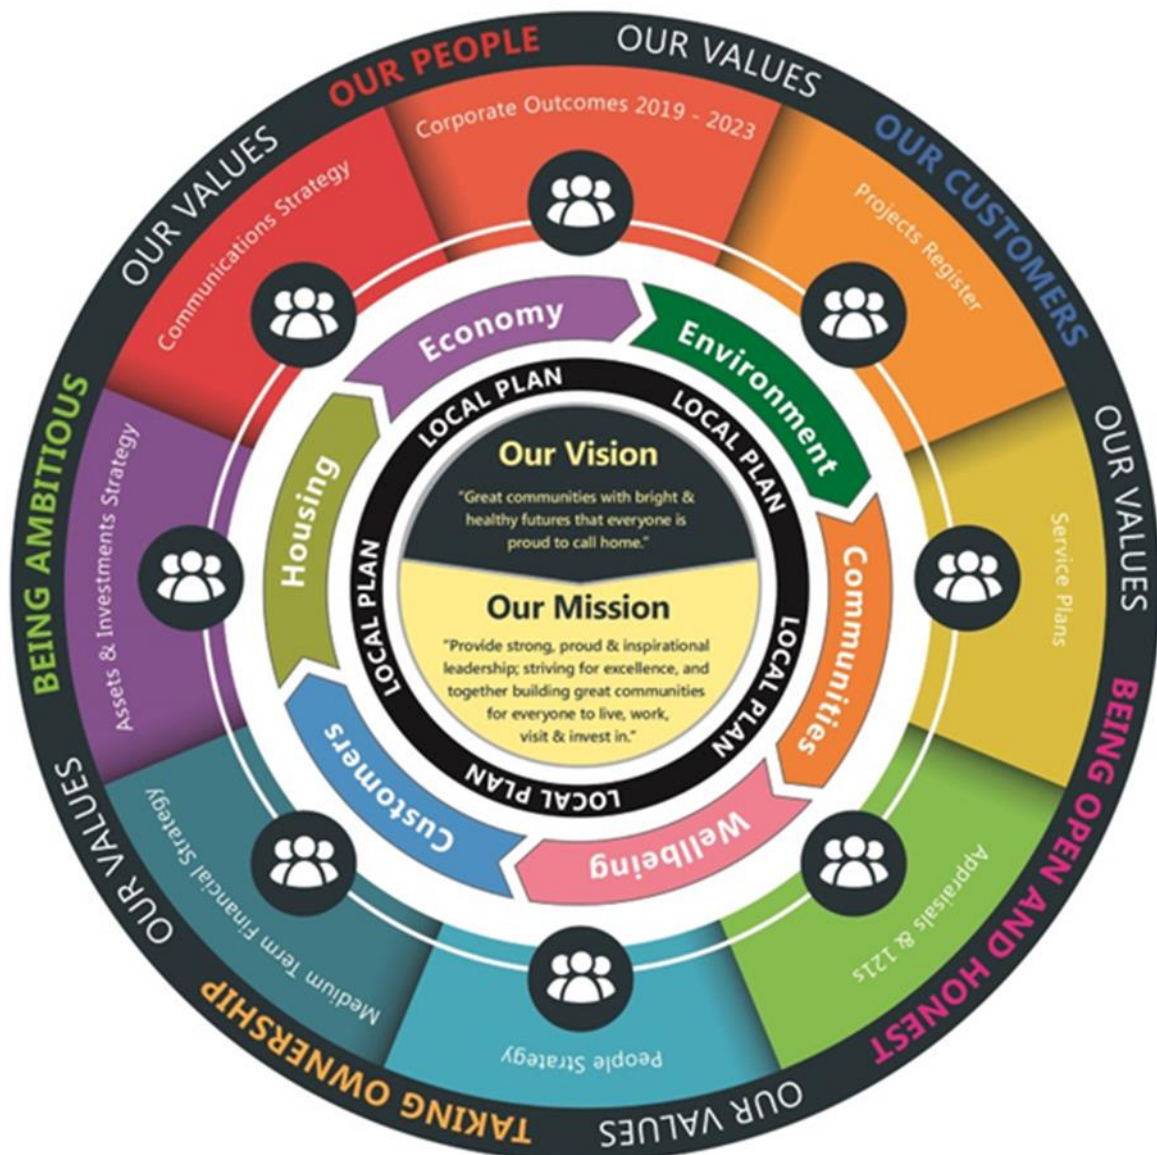 OUR PEOPLE
OUR VALUES
OUR CUSTOMERS
OUR VALUES
BEING OPEN AND HONEST
OUR VALUES
TAKING OWNERSHIP
OUR VALUES
BEING AMBITIOUS
OUR VALUES
Corporate Outcomes 2019 - 2023
Projects Register
Service Plans
Appraisals & 121s
People Strategy
Medium Term Financial Strategy
Assets & Investments Strategy
Communications Strategy
Economy
Environment
Communities
Wellbeing
Customers
Housing
LOCAL PLAN
LOCAL PLAN
LOCAL PLAN
LOCAL PLAN
LOCAL PLAN
Our Vision
"Great communities with bright &
healthy futures that everyone is
proud to call home."
Our Mission
"Provide strong, proud & inspirational
leadership; striving for excellence, and
together building great communities
for everyone to live, work,
visit & invest in."